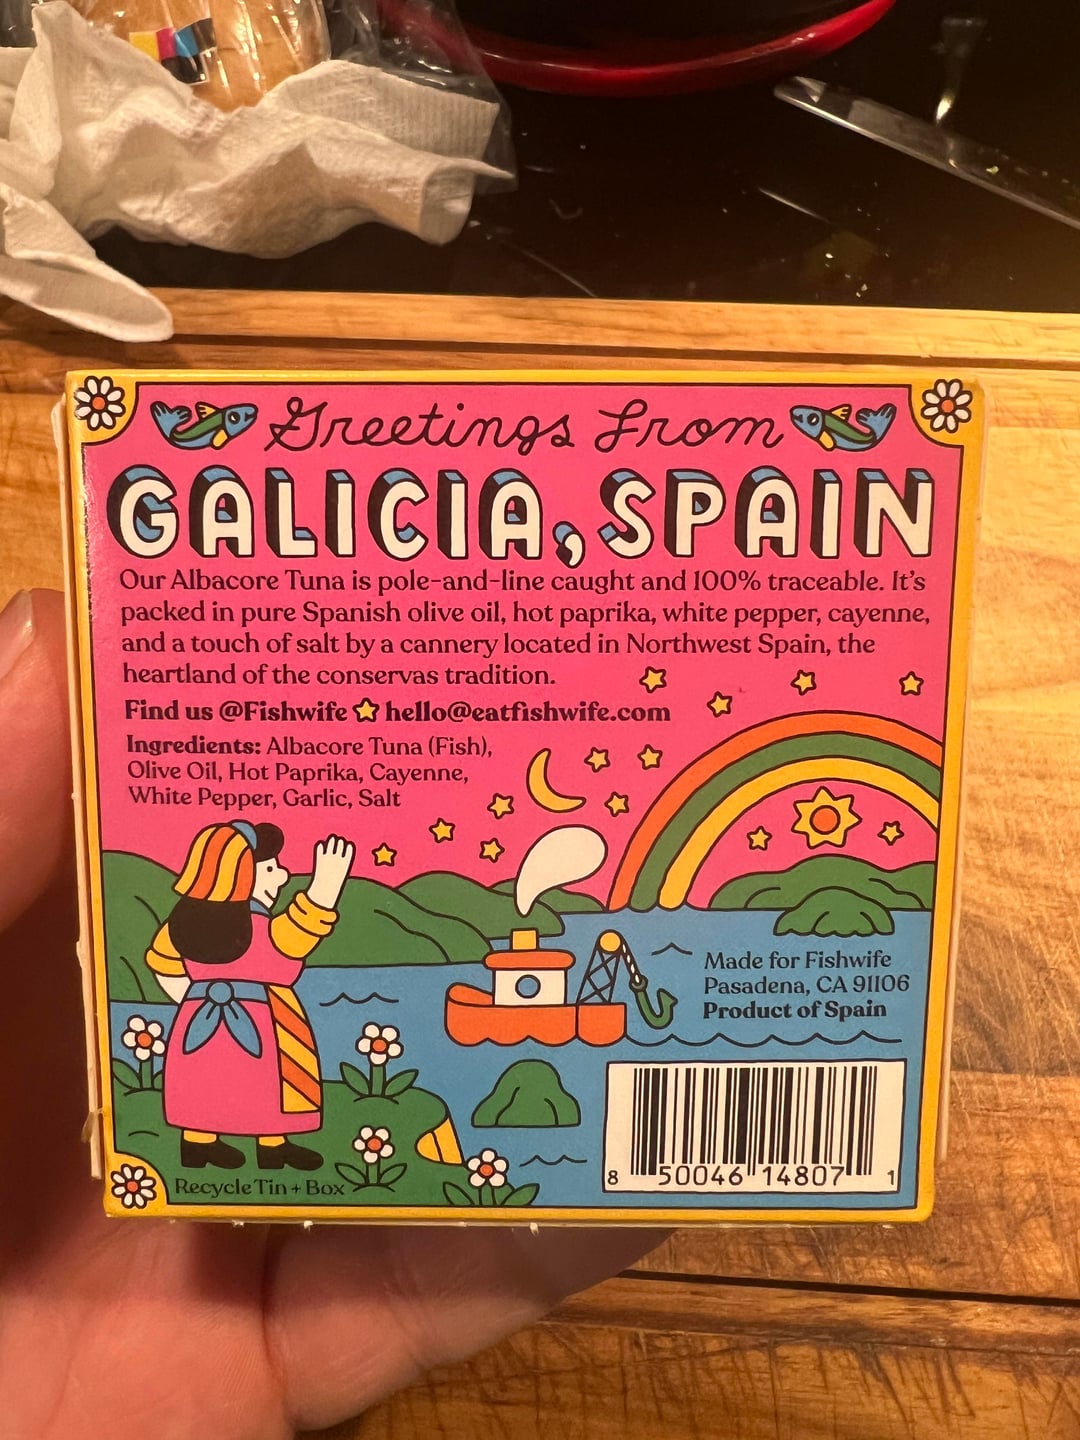 Greetings From
GALICIA, SPAIN
Our Albacore Tuna is pole-and-line caught and 100% traceable. It's
packed in pure Spanish olive oil, hot paprika, white pepper, cayenne,
and a touch of salt by a cannery located in Northwest Spain, the
heartland of the conservas tradition.
Find us @Fishwife hello@eatfishwife.com
Ingredients: Albacore Tuna (Fish),
Olive Oil, Hot Paprika, Cayenne,
White Pepper, Garlic, Salt
Made for Fishwife
Pasadena, CA 91106
Product of Spain
8 50046 14807 1
Recycle Tin + Box